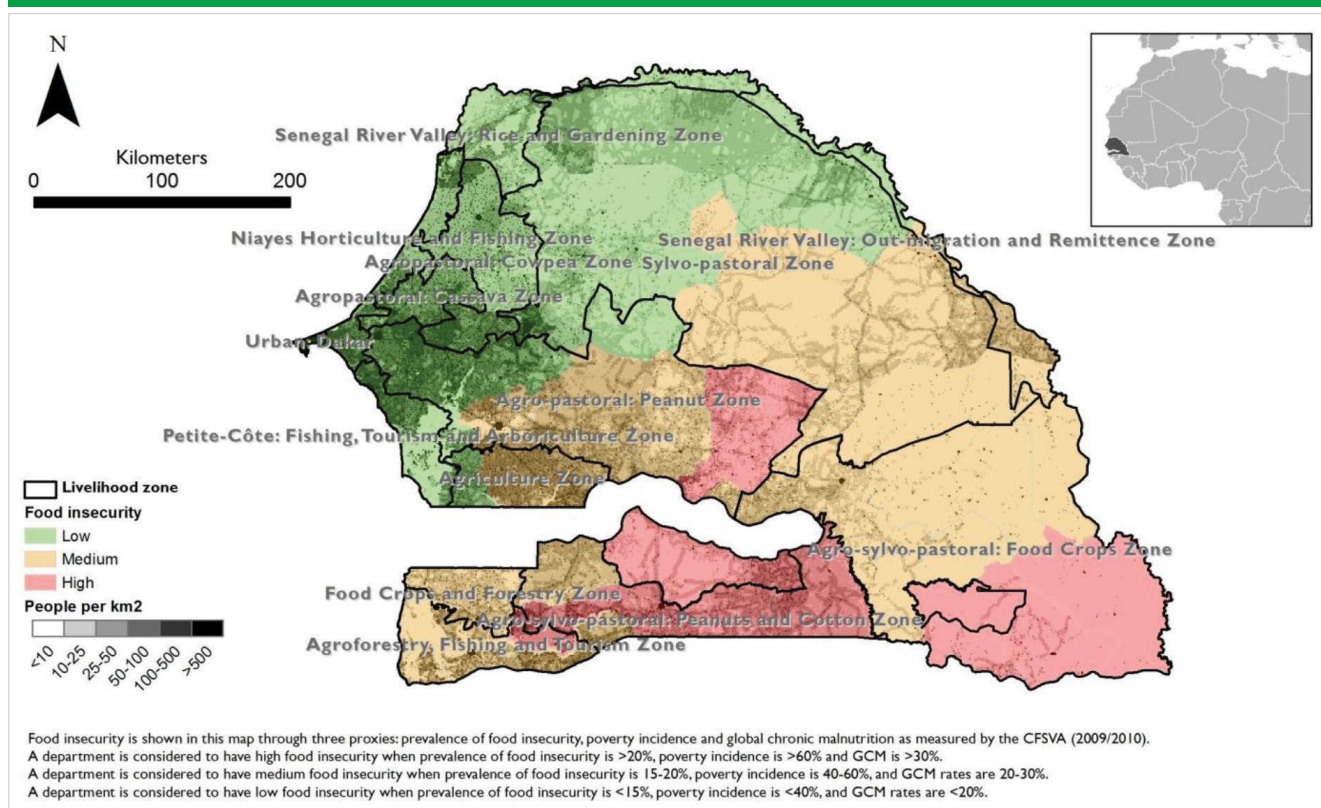 N
Kilometers
0 100 200
Senegal River Valley: Rice and Gardening Zone
Niayes Horticulture and Fishing Zone
Senegal River Valley: Out-migration and Remittence Zone
Agropastoral: Cowpea Zone
Sylvo-pastoral Zone
Agropastoral: Cassava Zone
Urban: Dakar
Agro-pastoral: Peanut Zone
Petite-Côte: Fishing, Tourism and Arboriculture Zone
Agriculture Zone
Agro-sylvo-pastoral: Food Crops Zone
Food Crops and Forestry Zone
Agro-sylvo-pastoral: Peanuts and Cotton Zone
Agroforestry, Fishing and Tourism Zone
Livelihood zone
Food insecurity
Low
Medium
High
People per km2
<10
10-25
25-50
50-100
100-500
>500
Food insecurity is shown in this map through three proxies: prevalence of food insecurity, poverty incidence and global chronic malnutrition as measured by the CFSVA (2009/2010).
A department is considered to have high food insecurity when prevalence of food insecurity is >20%, poverty incidence is >60% and GCM is >30%.
A department is considered to have medium food insecurity when prevalence of food insecurity is 15-20%, poverty incidence is 40-60%, and GCM rates are 20-30%.
A department is considered to have low food insecurity when prevalence of food insecurity is <15%, poverty incidence is <40%, and GCM rates are <20%.